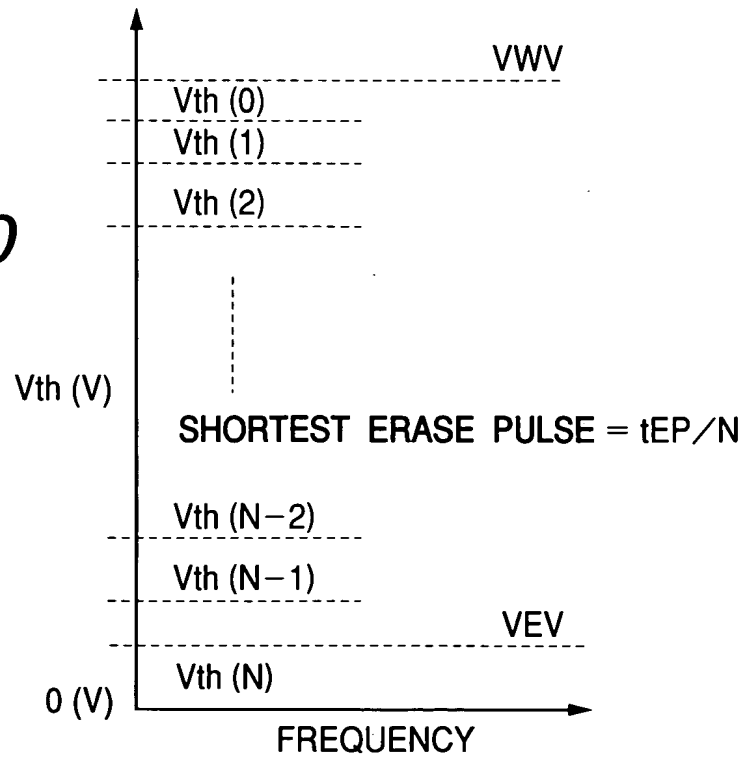 VWV
Vth (0)
Vth (1)
Vth (2)
Vth (V)
SHORTEST ERASE PULSE = tEP/N
Vth (N−2)
Vth (N−1)
VEV
Vth (N)
0 (V)
FREQUENCY